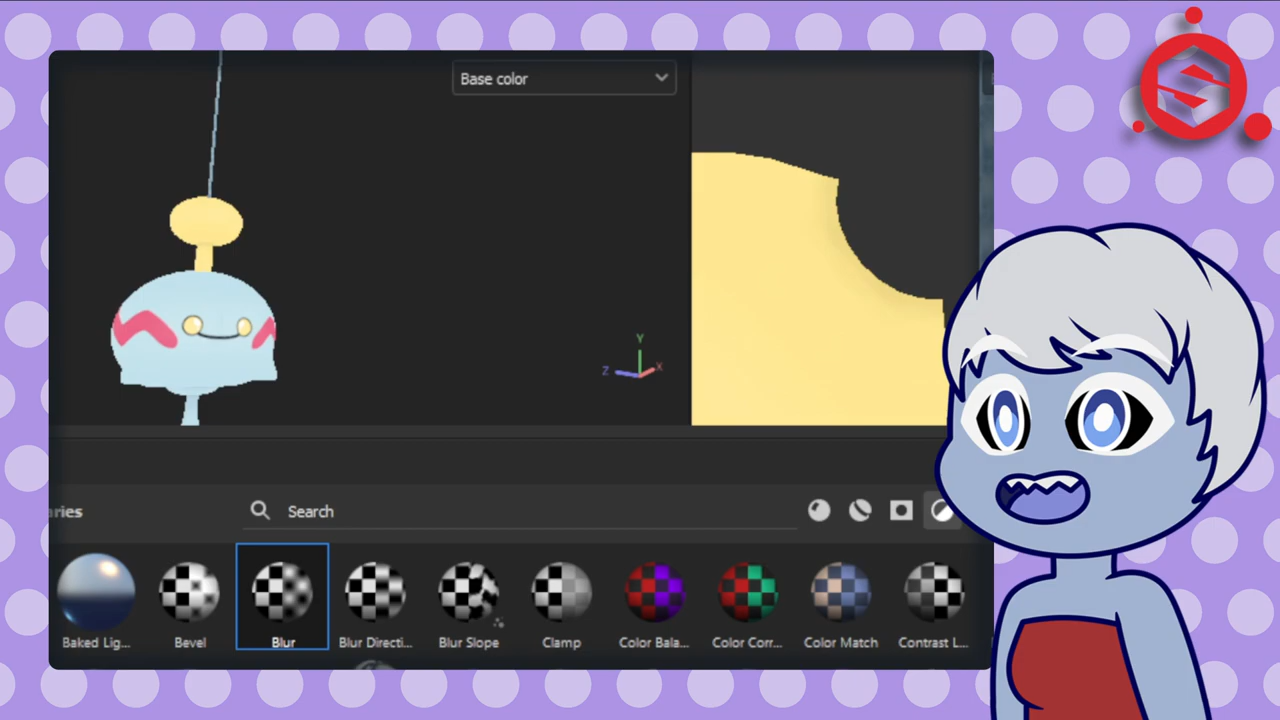 Base color
Y
Z
X
aries
Search
Baked Lig...
Bevel
Blur
Blur Directi...
Blur Slope
Clamp
Color Bala...
Color Corr...
Color Match
Contrast L...